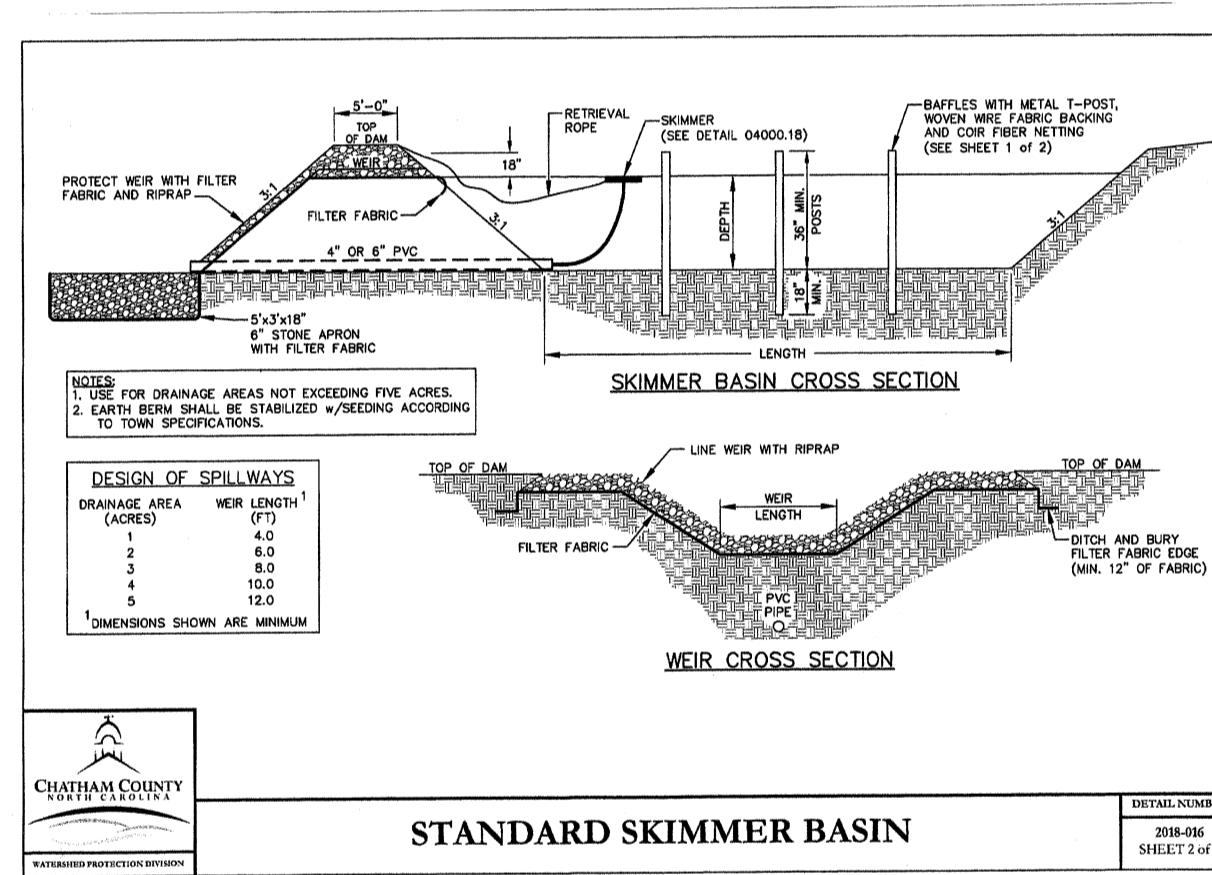 5'-0"
TOP
OF DAM
WEIR
18"
RETRIEVAL
ROPE
SKIMMER
(SEE DETAIL 04000.18)
BAFFLES WITH METAL T-POST,
WOVEN WIRE FABRIC BACKING
AND COIR FIBER NETTING
(SEE SHEET 1 of 2)
PROTECT WEIR WITH FILTER
FABRIC AND RIPRAP
3:1
FILTER FABRIC
3:1
DEPTH
36" MIN.
POSTS
3:1
4" OR 6" PVC
18"
MIN.
5'x3'x18"
6" STONE APRON
WITH FILTER FABRIC
LENGTH
SKIMMER BASIN CROSS SECTION
NOTES:
1. USE FOR DRAINAGE AREAS NOT EXCEEDING FIVE ACRES.
2. EARTH BERM SHALL BE STABILIZED w/SEEDING ACCORDING
TO TOWN SPECIFICATIONS.
DESIGN OF SPILLWAYS
DRAINAGE AREA WEIR LENGTH 1
(ACRES) (FT)
1 4.0
2 6.0
3 8.0
4 10.0
5 12.0
1 DIMENSIONS SHOWN ARE MINIMUM
LINE WEIR WITH RIPRAP
TOP OF DAM
TOP OF DAM
WEIR
LENGTH
FILTER FABRIC
DITCH AND BURY
FILTER FABRIC EDGE
(MIN. 12" OF FABRIC)
PVC
PIPE
WEIR CROSS SECTION
CHATHAM COUNTY
NORTH CAROLINA
WATERSHED PROTECTION DIVISION
STANDARD SKIMMER BASIN
DETAIL NUMB
2018-016
SHEET 2 of